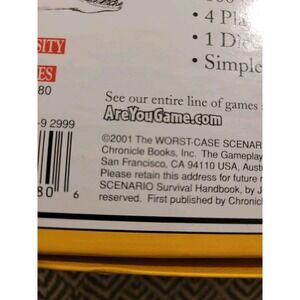 • 4 Pla
• 1 Di
• Simple
SITY
ES
80
See our entire line of games
AreYouGame.com
-9 2999
80 6
©2001 The WORST-CASE SCENAR
Chronicle Books, Inc. The Gameplay
San Francisco, CA 94110 USA, Aust
Please retain this address for future r
SCENARIO Survival Handbook, by J
reserved. First published by Chronic